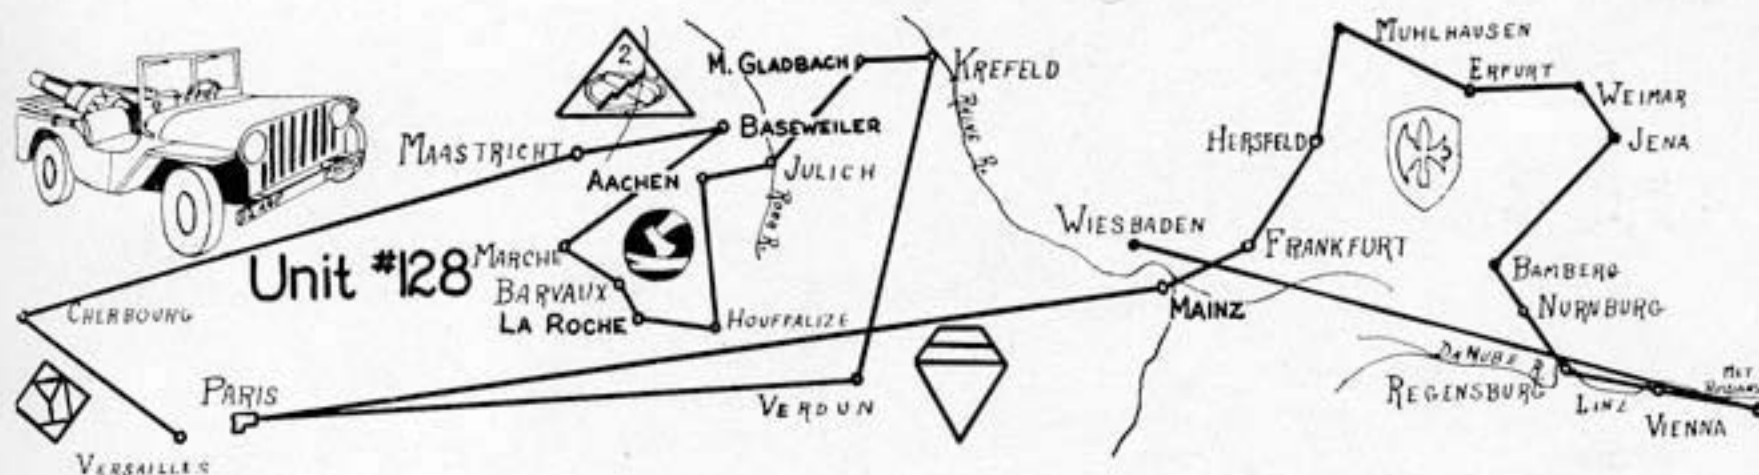 MUHLHAUSEN
2
M. GLADBACH
KREFELD
ERFURT
WEIMAR
RHINE R.
BASEWEILER
MAASTRICHT
HERSFELD
JENA
AACHEN
JULICH
ROER R.
WIESBADEN
FRANKFURT
MARCHE
Unit #128
BARVAUX
BAMBERG
CHERBOURG
LA ROCHE
HOUFFALIZE
MAINZ
NURNBURG
DANUBE R.
MET
PARIS
VERDUN
REGENSBURG
LINZ
VIENNA
VERSAILLES